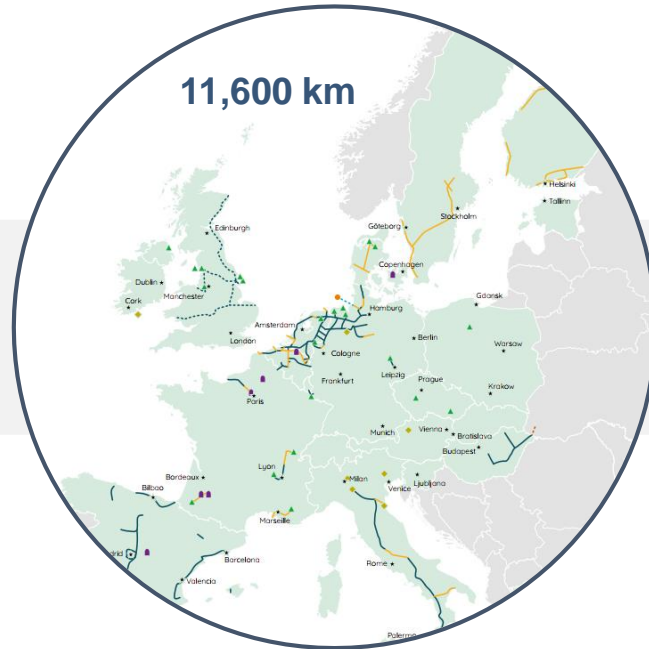 11,600 km
Helsinki
Tallinn
Stockholm
Göteborg
Edinburgh
Copenhagen
Dublin
Manchester
Cork
Gdansk
Hamburg
Amsterdam
London
Berlin
Warsaw
Cologne
Leipzig
Frankfurt
Prague
Krakow
Paris
Munich
Vienna
Bratislava
Budapest
Lyon
Bordeaux
Milan
Venice
Ljubljana
Bilbao
Marseille
drid
Barcelona
Rome
Valencia
Palermo